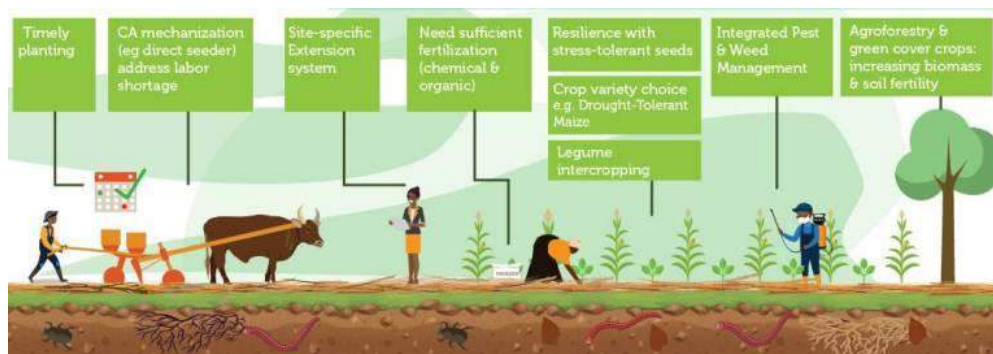 Timely
planting
CA mechanization
(eg direct seeder)
address labor
shortage
Site-specific
Extension
system
Need sufficient
fertilization
(chemical &
organic)
Resilience with
stress-tolerant seeds
Crop variety choice
e.g. Drought-Tolerant
Maize
Legume
intercropping
Integrated Pest
& Weed
Management
Agroforestry &
green cover crops:
increasing biomass
& soil fertility